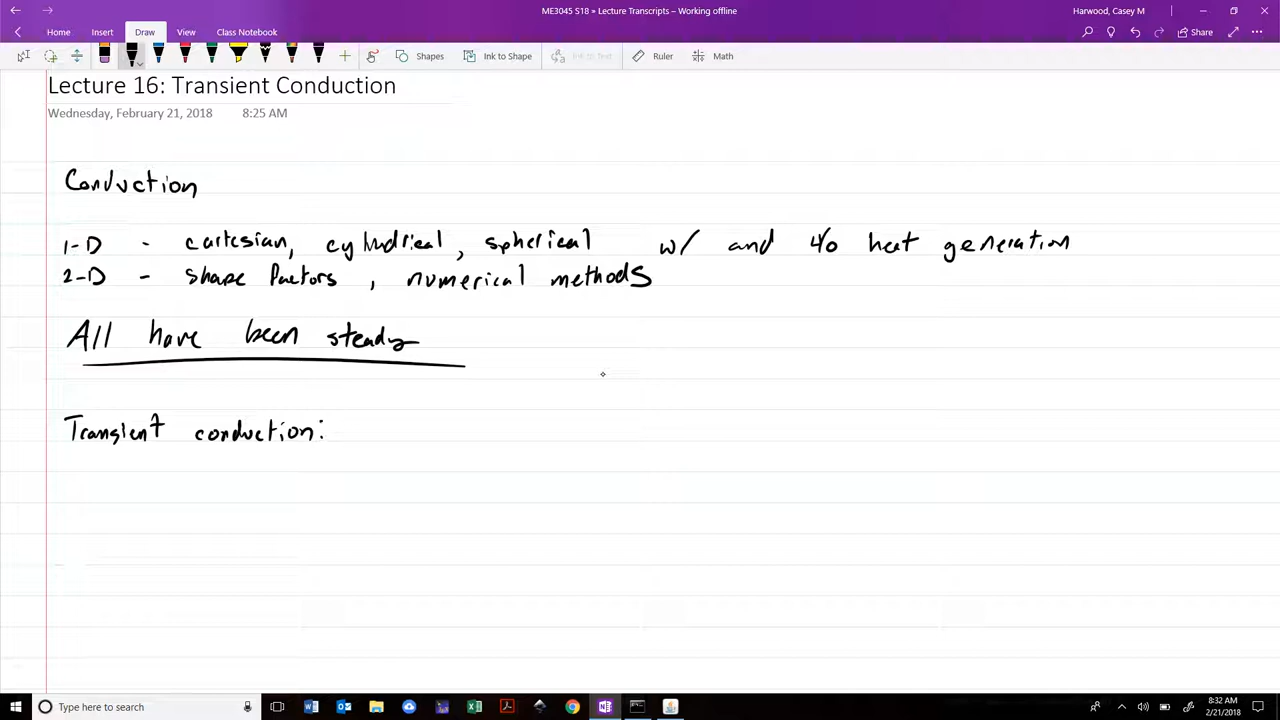 ME3045 S18 » Lecture Transcripts – Working offline
Harwood, Casey M
Home Insert Draw View Class Notebook
Share
Shapes Ink to Shape Ink to Text Ruler Math
Lecture 16: Transient Conduction
Wednesday, February 21, 2018 8:25 AM
Conduction
1-D - cartesian, cylindrical, spherical w/ and w/o heat generation
2-D - shape factors, numerical methods
All have been steady
Transient conduction:
Type here to search
8:32 AM
2/21/2018